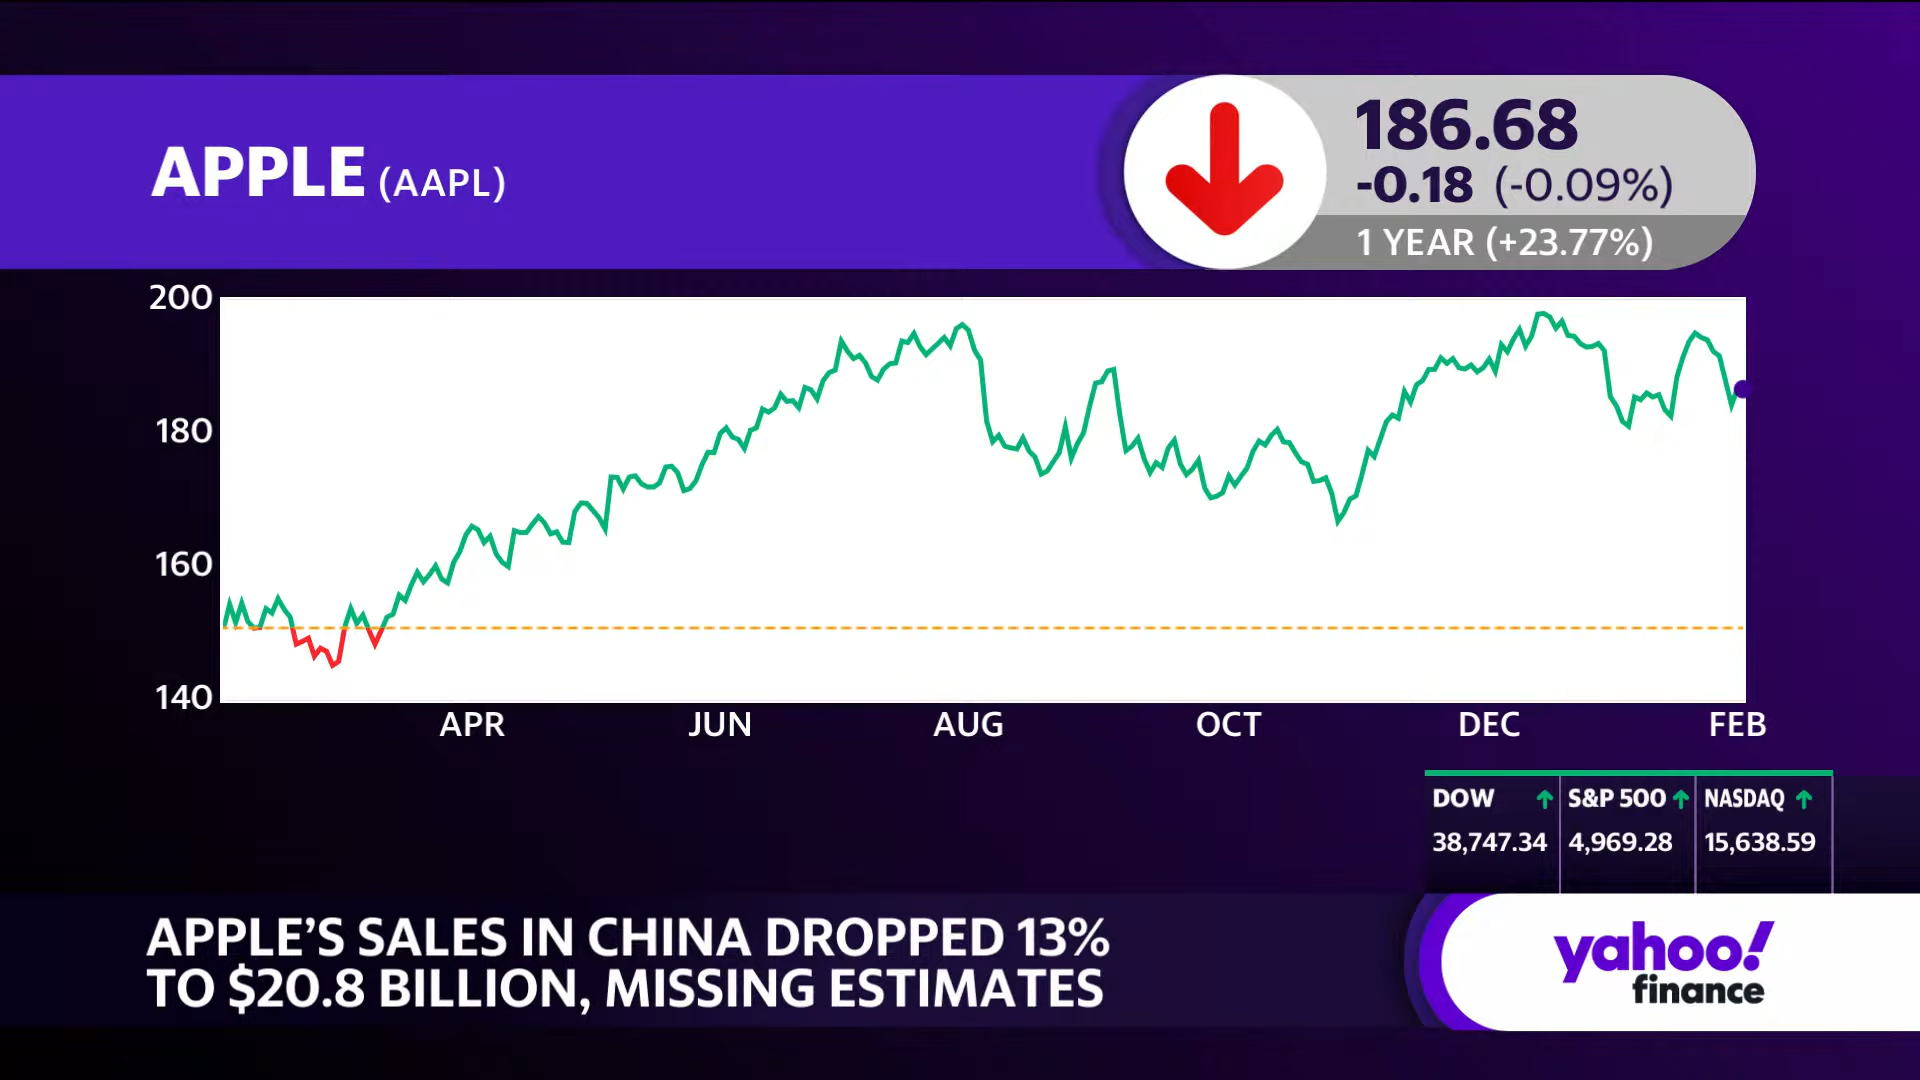 APPLE (AAPL)
186.68
-0.18 (-0.09%)
1 YEAR (+23.77%)
200
180
160
140
APR JUN AUG OCT DEC FEB
DOW S&P 500 NASDAQ
38,747.34 4,969.28 15,638.59
APPLE’S SALES IN CHINA DROPPED 13%
TO $20.8 BILLION, MISSING ESTIMATES
yahoo!
finance